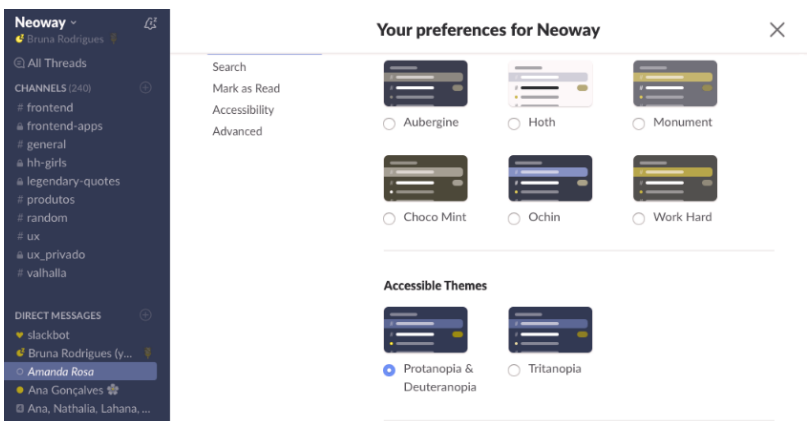 Neoway
Bruna Rodrigues
All Threads
CHANNELS (240)
# frontend
frontend-apps
# general
hh-girls
legendary-quotes
# produtos
# random
# ux
ux_privado
# valhalla
DIRECT MESSAGES
slackbot
Bruna Rodrigues (y...
Amanda Rosa
Ana Gonçalves
Ana, Nathalia, Lahana, ...
Your preferences for Neoway
Search
Mark as Read
Accessibility
Advanced
Aubergine
Hoth
Monument
Choco Mint
Ochin
Work Hard
Accessible Themes
Protanopia &
Deuteranopia
Tritanopia